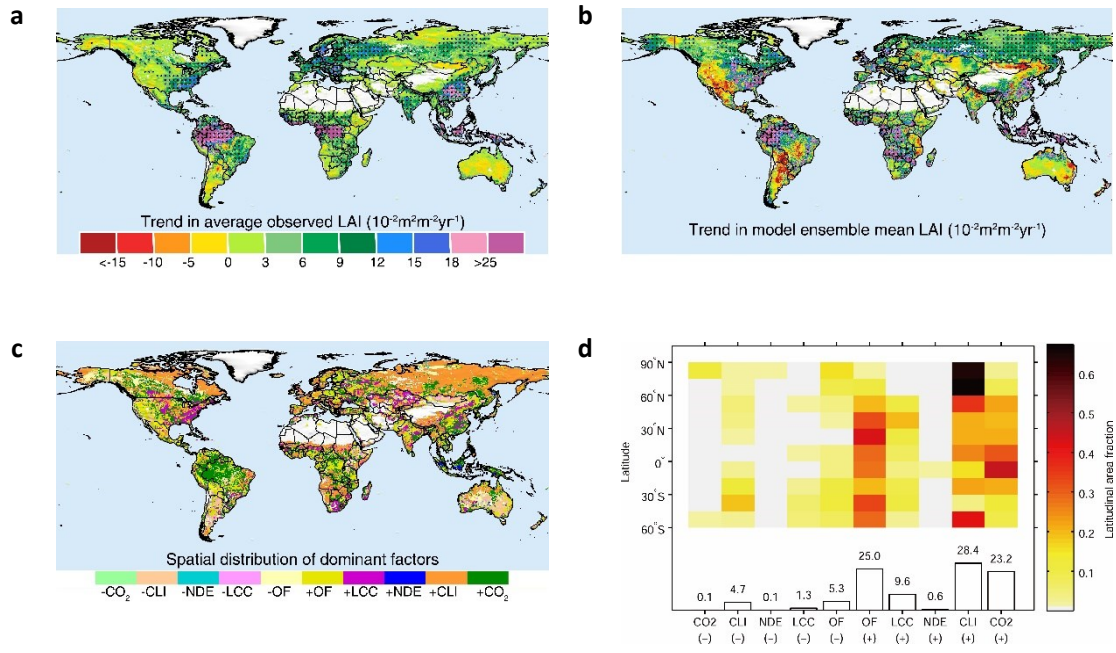 a
Trend in average observed LAI (10⁻²m²m⁻²yr⁻¹)
<-15 -10 -5 0 3 6 9 12 15 18 >25
b
Trend in model ensemble mean LAI (10⁻²m²m⁻²yr⁻¹)
c
Spatial distribution of dominant factors
-CO₂ -CLI -NDE -LCC -OF +OF +LCC +NDE +CLI +CO₂
d
90°N
60°N
30°N
0°
30°S
60°S
Latitude
0.6
0.5
0.4
0.3
0.2
0.1
Latitudinal area fraction
0.1 4.7 0.1 1.3 5.3 25.0 9.6 0.6 28.4 23.2
CO2 CLI NDE LCC OF OF LCC NDE CLI CO2
(−) (−) (−) (−) (−) (+) (+) (+) (+) (+)